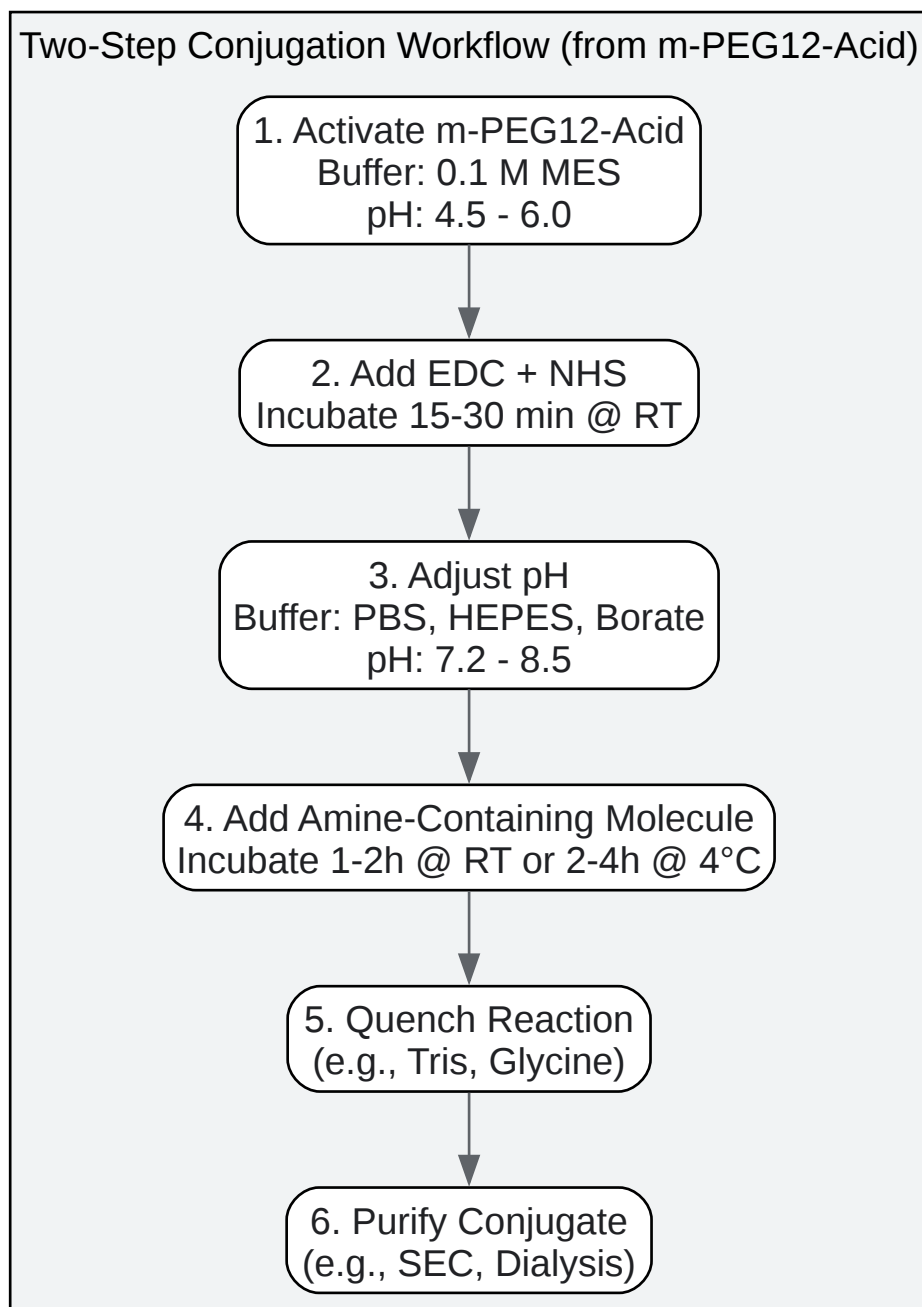 Two-Step Conjugation Workflow (from m-PEG12-Acid)
1. Activate m-PEG12-Acid
Buffer: 0.1 M MES
pH: 4.5 - 6.0
2. Add EDC + NHS
Incubate 15-30 min @ RT
3. Adjust pH
Buffer: PBS, HEPES, Borate
pH: 7.2 - 8.5
4. Add Amine-Containing Molecule
Incubate 1-2h @ RT or 2-4h @ 4°C
5. Quench Reaction
(e.g., Tris, Glycine)
6. Purify Conjugate
(e.g., SEC, Dialysis)